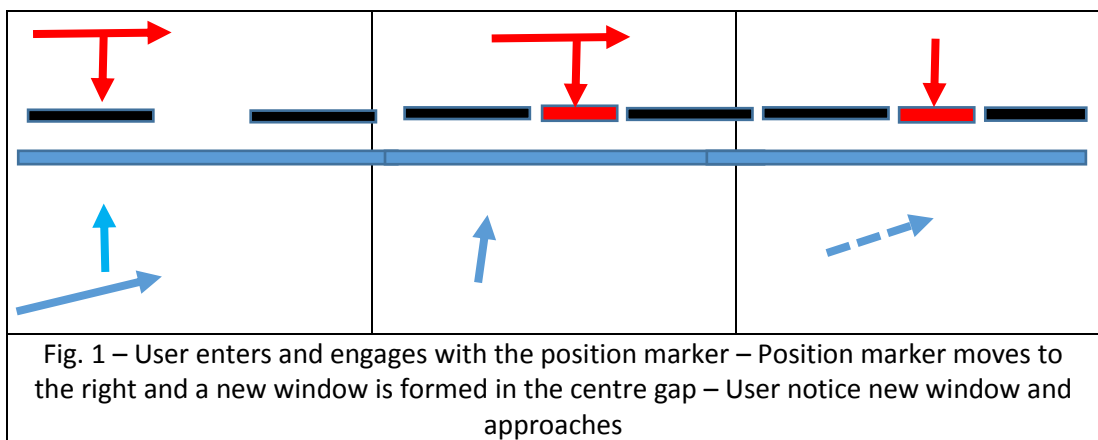 Fig. 1 – User enters and engages with the position marker – Position marker moves to
the right and a new window is formed in the centre gap – User notice new window and
approaches